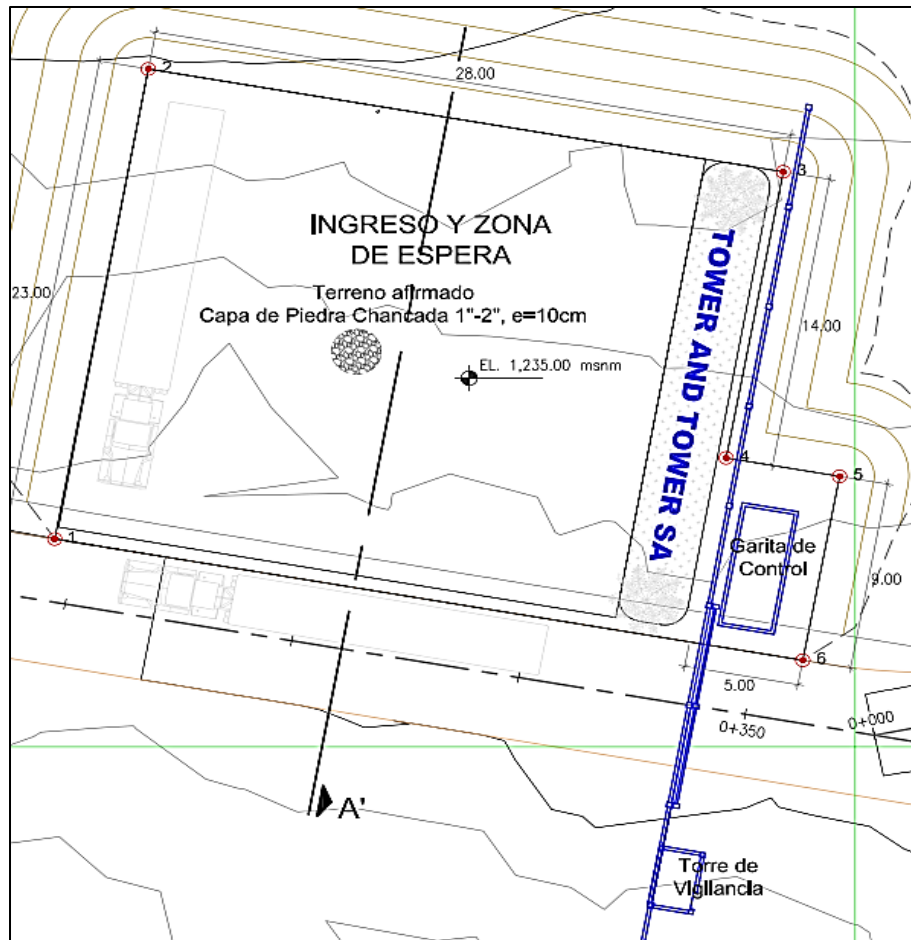 2
28.00
3
INGRESO Y ZONA
DE ESPERA
Terreno afirmado
Capa de Piedra Chancada 1"-2", e=10cm
23.00
14.00
EL. 1,235.00 msnm
TOWER AND TOWER SA
4
5
1
Garita de
Control
9.00
6
5.00
0+350
0+000
A'
Torre de
Vigilancia